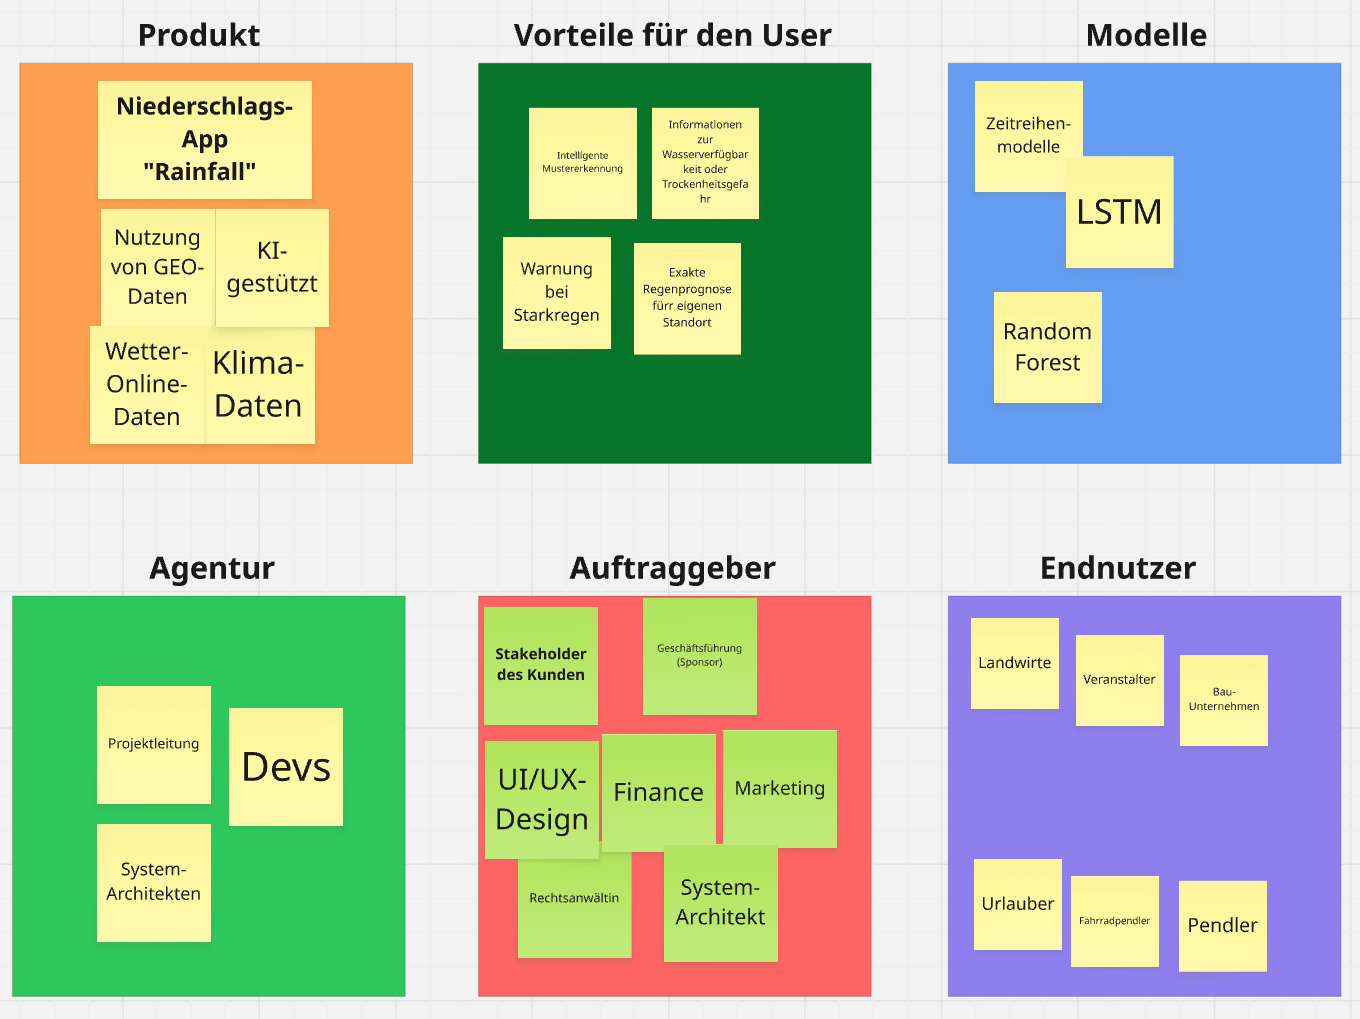 Produkt
Niederschlags-
App
"Rainfall"
Nutzung
von GEO-
Daten
KI-
gestützt
Wetter-
Online-
Daten
Klima-
Daten
Vorteile für den User
Intelligente
Mustererkennung
Informationen
zur
Wasserverfügbar
keit oder
Trockenheitsgefa
hr
Warnung
bei
Starkregen
Exakte
Regenprognose
fürr eigenen
Standort
Modelle
Zeitreihen-
modelle
LSTM
Random
Forest
Agentur
Projektleitung
Devs
System-
Architekten
Auftraggeber
Stakeholder
des Kunden
Geschäftsführung
(Sponsor)
UI/UX-
Design
Finance
Marketing
Rechtsanwältin
System-
Architekt
Endnutzer
Landwirte
Veranstalter
Bau-
Unternehmen
Urlauber
Fahrradpendler
Pendler